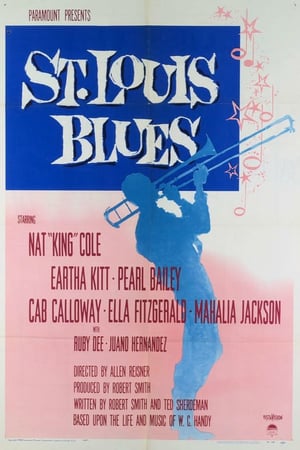 PARAMOUNT PRESENTS
ST. LOUIS
BLUES
STARRING
NAT "KING" COLE
EARTHA KITT · PEARL BAILEY
CAB CALLOWAY · ELLA FITZGERALD · MAHALIA JACKSON
WITH
RUBY DEE · JUANO HERNANDEZ
DIRECTED BY ALLEN REISNER
PRODUCED BY ROBERT SMITH
WRITTEN BY ROBERT SMITH AND TED SHERDEMAN
BASED UPON THE LIFE AND MUSIC OF W. C. HANDY
VISTAVISION